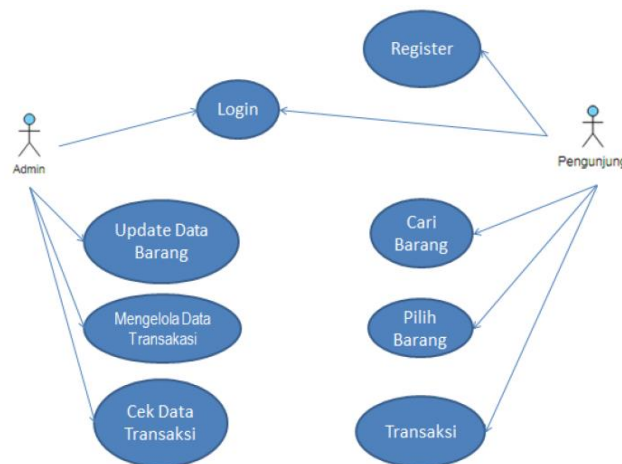 Register
Login
Admin
Pengunjung
Update Data
Barang
Cari
Barang
Mengelola Data
Transakasi
Pilih
Barang
Cek Data
Transaksi
Transaksi